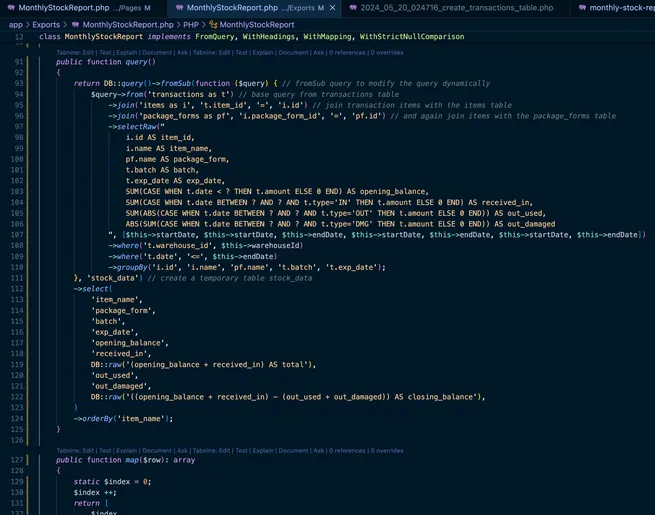 MonthlyStockReport.php .../Pages M
MonthlyStockReport.php .../Exports M ×
2024_05_20_024716_create_transactions_table.php
monthly-stock-rep
app > Exports > MonthlyStockReport.php > PHP > MonthlyStockReport
12 class MonthlyStockReport implements FromQuery, WithHeadings, WithMapping, WithStrictNullComparison
90 }
Tabnine: Edit | Test | Explain | Document | Ask | Tabnine: Edit | Test | Explain | Document | Ask | 0 references | 0 overrides
91 public function query()
92 {
93 return DB::query()->fromSub(function ($query) { // fromSub query to modify the query dynamically
94 $query->from('transactions as t') // base query from transactions table
95 ->join('items as i', 't.item_id', '=', 'i.id') // join transaction items with the items table
96 ->join('package_forms as pf', 'i.package_form_id', '=', 'pf.id') // and again join items with the package_forms table
97 ->selectRaw("
98 i.id AS item_id,
99 i.name AS item_name,
100 pf.name AS package_form,
101 t.batch AS batch,
102 t.exp_date AS exp_date,
103 SUM(CASE WHEN t.date < ? THEN t.amount ELSE 0 END) AS opening_balance,
104 SUM(CASE WHEN t.date BETWEEN ? AND ? AND t.type='IN' THEN t.amount ELSE 0 END) AS received_in,
105 SUM(ABS(CASE WHEN t.date BETWEEN ? AND ? AND t.type='OUT' THEN t.amount ELSE 0 END)) AS out_used,
106 ABS(SUM(CASE WHEN t.date BETWEEN ? AND ? AND t.type='DMG' THEN t.amount ELSE 0 END)) AS out_damaged
107 ", [$this->startDate, $this->startDate, $this->endDate, $this->startDate, $this->endDate, $this->startDate, $this->endDate])
108 ->where('t.warehouse_id', $this->warehouseId)
109 ->where('t.date', '<=', $this->endDate)
110 ->groupBy('i.id', 'i.name', 'pf.name', 't.batch', 't.exp_date');
111 }, 'stock_data') // create a temporary table stock_data
112 ->select(
113 'item_name',
114 'package_form',
115 'batch',
116 'exp_date',
117 'opening_balance',
118 'received_in',
119 DB::raw('(opening_balance + received_in) AS total'),
120 'out_used',
121 'out_damaged',
122 DB::raw('((opening_balance + received_in) - (out_used + out_damaged)) AS closing_balance'),
123 )
124 ->orderBy('item_name');
125 }
126
Tabnine: Edit | Test | Explain | Document | Ask | Tabnine: Edit | Test | Explain | Document | Ask | 0 references | 0 overrides
127 public function map($row): array
128 {
129 static $index = 0;
130 $index ++;
131 return [
132 $index,